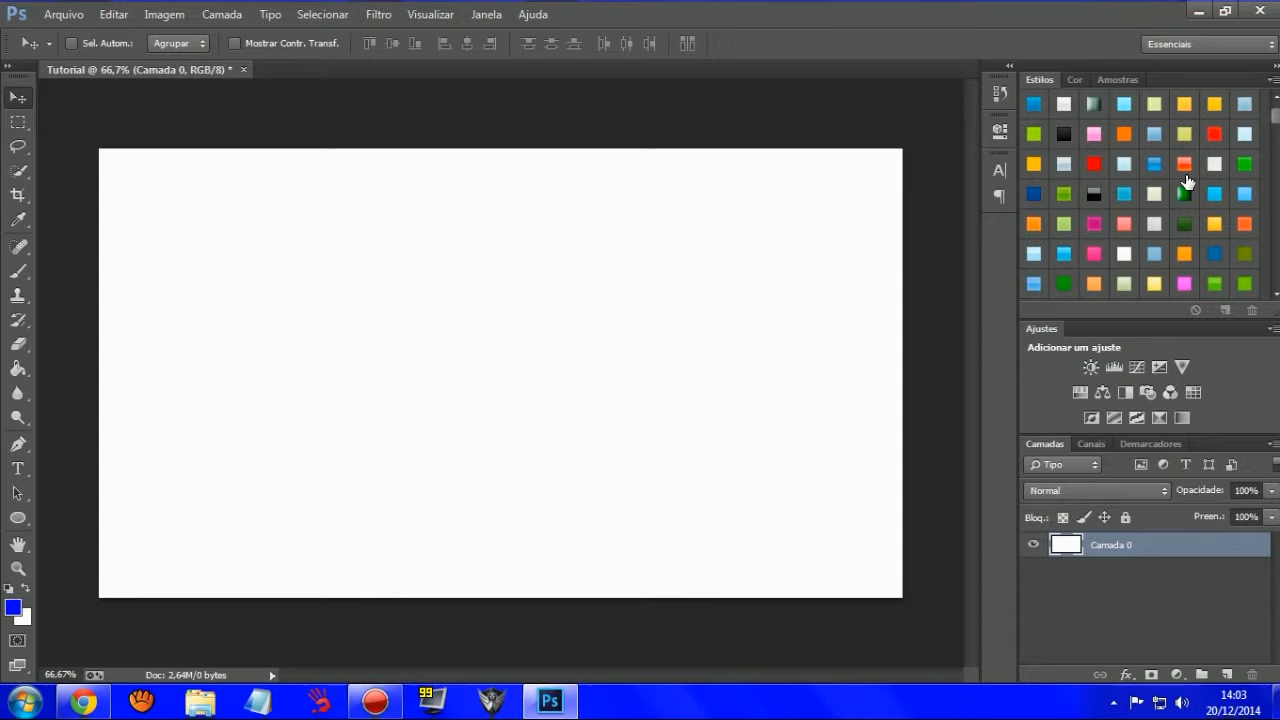 Ps Arquivo Editar Imagem Camada Tipo Selecionar Filtro Visualizar Janela Ajuda
Sel. Autom.: Agrupar Mostrar Contr. Transf. Essenciais
Tutorial @ 66,7% (Camada 0, RGB/8) *
Estilos Cor Amostras
Ajustes
Adicionar um ajuste
Camadas Canais Demarcadores
Tipo
Normal Opacidade: 100%
Bloq.: Preen.: 100%
Camada 0
66,67% Doc: 2,64M/0 bytes
99 Ps 14:03
20/12/2014